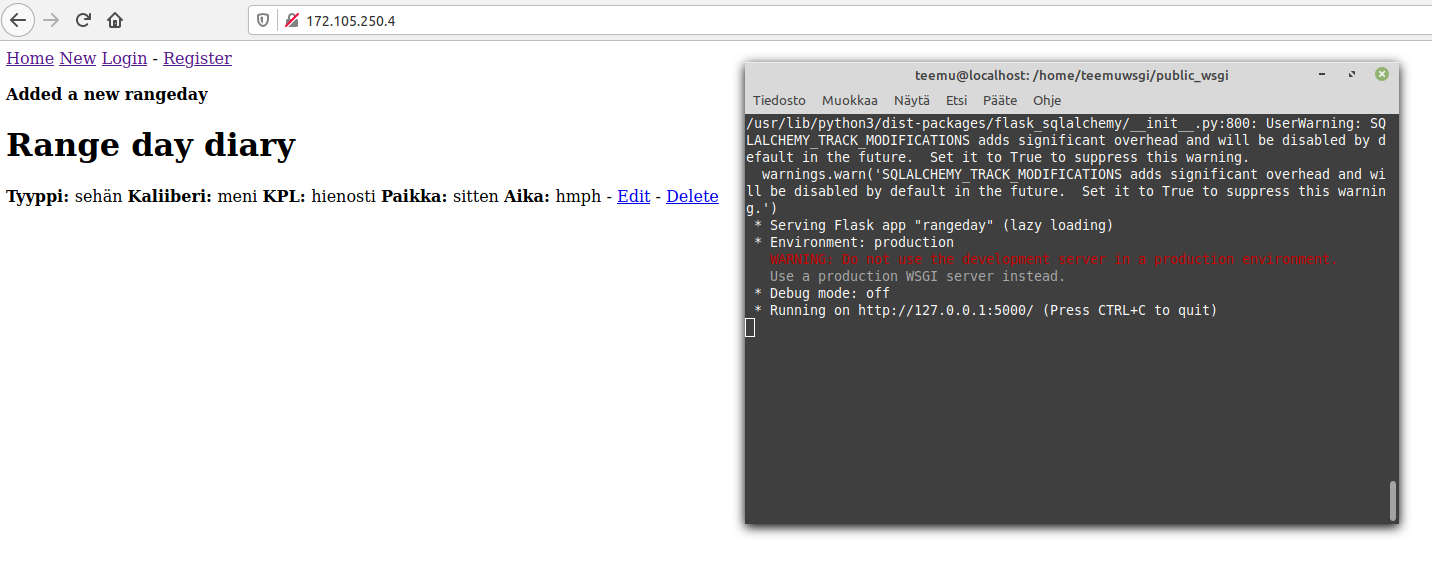 172.105.250.4
Home New Login - Register
Added a new rangeday
Range day diary
Tyyppi: sehän Kaliiberi: meni KPL: hienosti Paikka: sitten Aika: hmph - Edit - Delete
teemu@localhost: /home/teemuwsgi/public_wsgi
Tiedosto Muokkaa Näytä Etsi Pääte Ohje
/usr/lib/python3/dist-packages/flask_sqlalchemy/__init__.py:800: UserWarning: SQ
LALCHEMY_TRACK_MODIFICATIONS adds significant overhead and will be disabled by d
efault in the future.  Set it to True to suppress this warning.
  warnings.warn('SQLALCHEMY_TRACK_MODIFICATIONS adds significant overhead and wi
ll be disabled by default in the future.  Set it to True to suppress this warnin
g.')
 * Serving Flask app "rangeday" (lazy loading)
 * Environment: production
   WARNING: Do not use the development server in a production environment.
   Use a production WSGI server instead.
 * Debug mode: off
 * Running on http://127.0.0.1:5000/ (Press CTRL+C to quit)